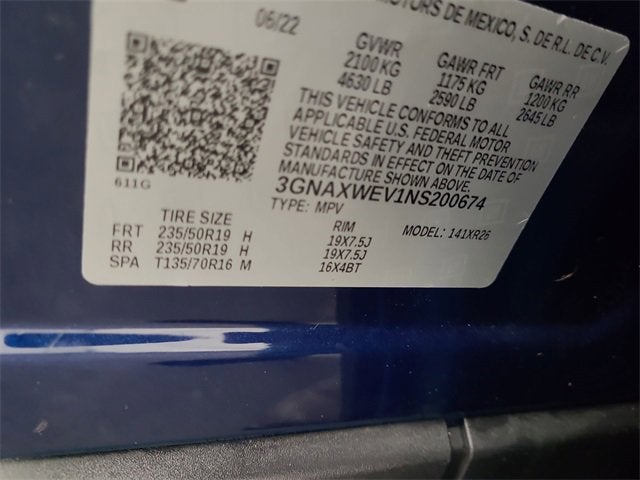 06/22
MOTORS DE MEXICO, S. DE R.L. DE C.V.
GVWR GAWR FRT GAWR RR
2100 KG 1175 KG 1200 KG
4630 LB 2590 LB 2645 LB
THIS VEHICLE CONFORMS TO ALL
APPLICABLE U.S. FEDERAL MOTOR
VEHICLE SAFETY AND THEFT PREVENTION
STANDARDS IN EFFECT ON THE DATE OF
MANUFACTURE SHOWN ABOVE.
611G
3GNAXWEV1NS200674
TYPE: MPV
MODEL: 141XR26
TIRE SIZE RIM
FRT 235/50R19 H 19X7.5J
RR 235/50R19 H 19X7.5J
SPA T135/70R16 M 16X4BT